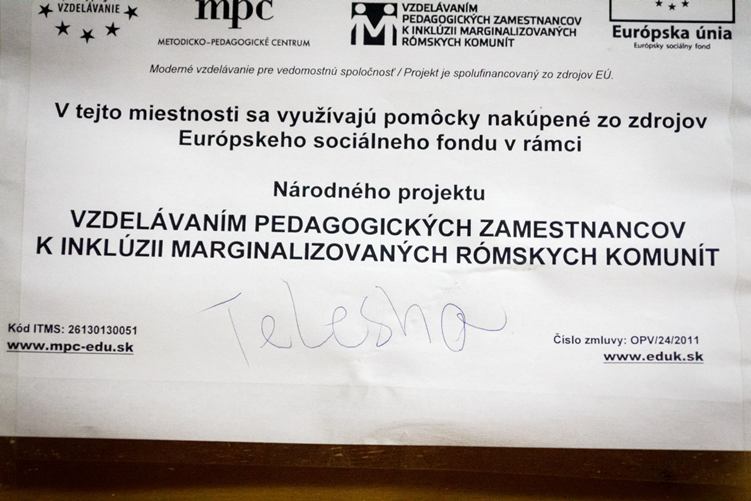 VZDELÁVANIE
mpc
METODICKO-PEDAGOGICKÉ CENTRUM
VZDELÁVANÍM
PEDAGOGICKÝCH ZAMESTNANCOV
K INKLÚZII MARGINALIZOVANÝCH
RÓMSKYCH KOMUNÍT
Európska únia
Európsky sociálny fond
Moderné vzdelávanie pre vedomostnú spoločnosť / Projekt je spolufinancovaný zo zdrojov EÚ.
V tejto miestnosti sa využívajú pomôcky nakúpené zo zdrojov
Európskeho sociálneho fondu v rámci
Národného projektu
VZDELÁVANÍM PEDAGOGICKÝCH ZAMESTNANCOV
K INKLÚZII MARGINALIZOVANÝCH RÓMSKYCH KOMUNÍT
Telesha
Kód ITMS: 26130130051
www.mpc-edu.sk
Číslo zmluvy: OPV/24/2011
www.eduk.sk